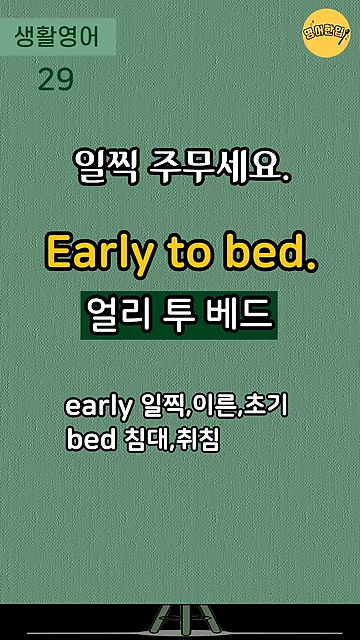 생활영어
영어한입
29
일찍 주무세요.
Early to bed.
얼리 투 베드
early 일찍,이른,초기
bed 침대,취침